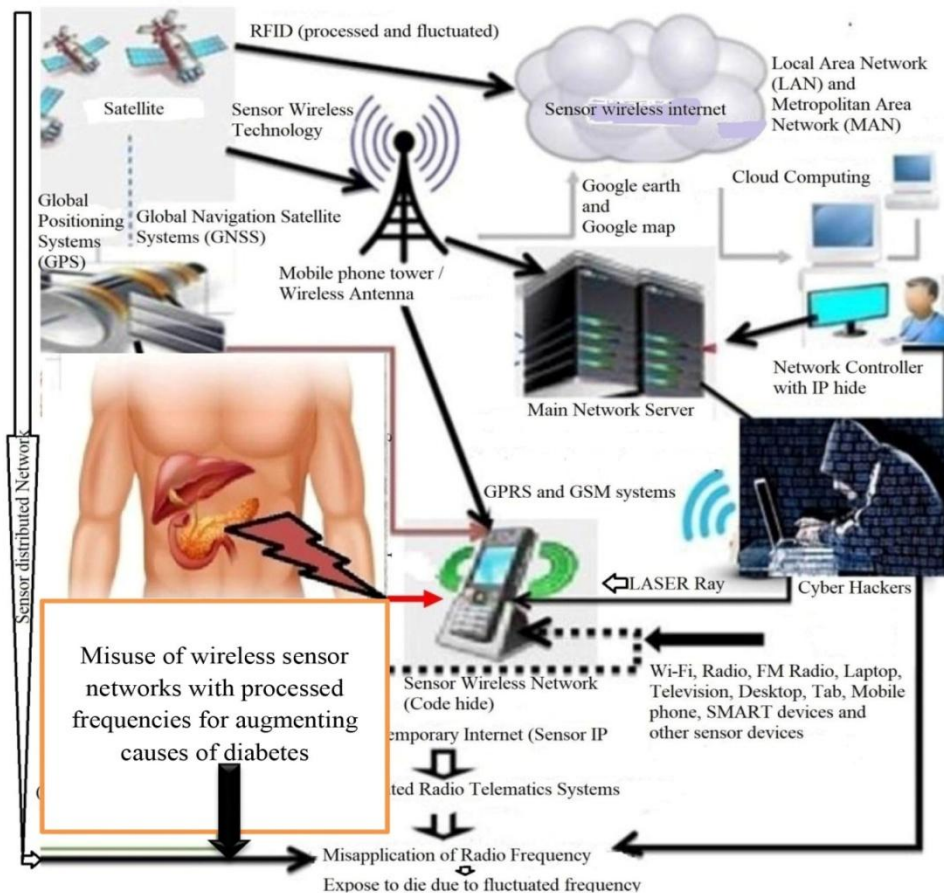 RFID (processed and fluctuated)
Local Area Network
(LAN) and
Metropolitan Area
Network (MAN)
Satellite
Sensor Wireless
Technology
Sensor wireless internet
Global
Positioning
Systems
(GPS)
Global Navigation Satellite
Systems (GNSS)
Google earth
and
Google map
Cloud Computing
Mobile phone tower /
Wireless Antenna
Main Network Server
Network Controller
with IP hide
Sensor distributed Network
GPRS and GSM systems
LASER Ray
Cyber Hackers
Misuse of wireless sensor
networks with processed
frequencies for augmenting
causes of diabetes
Sensor Wireless Network
(Code hide)
Wi-Fi, Radio, FM Radio, Laptop,
Television, Desktop, Tab, Mobile
phone, SMART devices and
other sensor devices
Internet (Sensor IP
Radio Telematics Systems
Misapplication of Radio Frequency
Expose to die due to fluctuated frequency